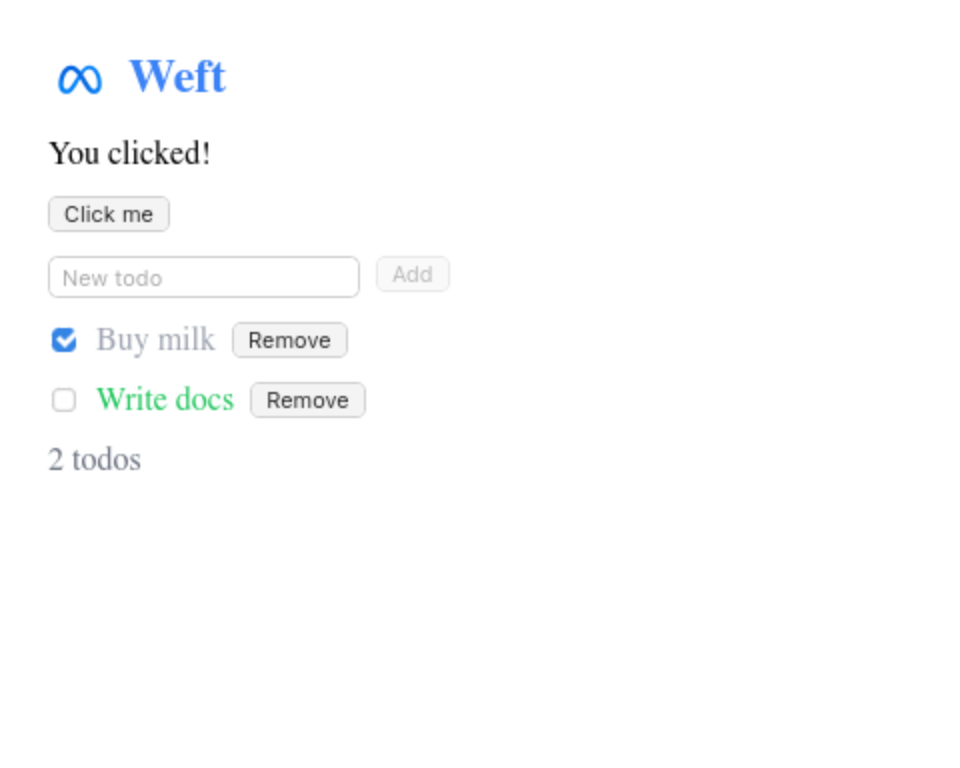 Weft
You clicked!
Click me
New todo Add
Buy milk Remove
Write docs Remove
2 todos